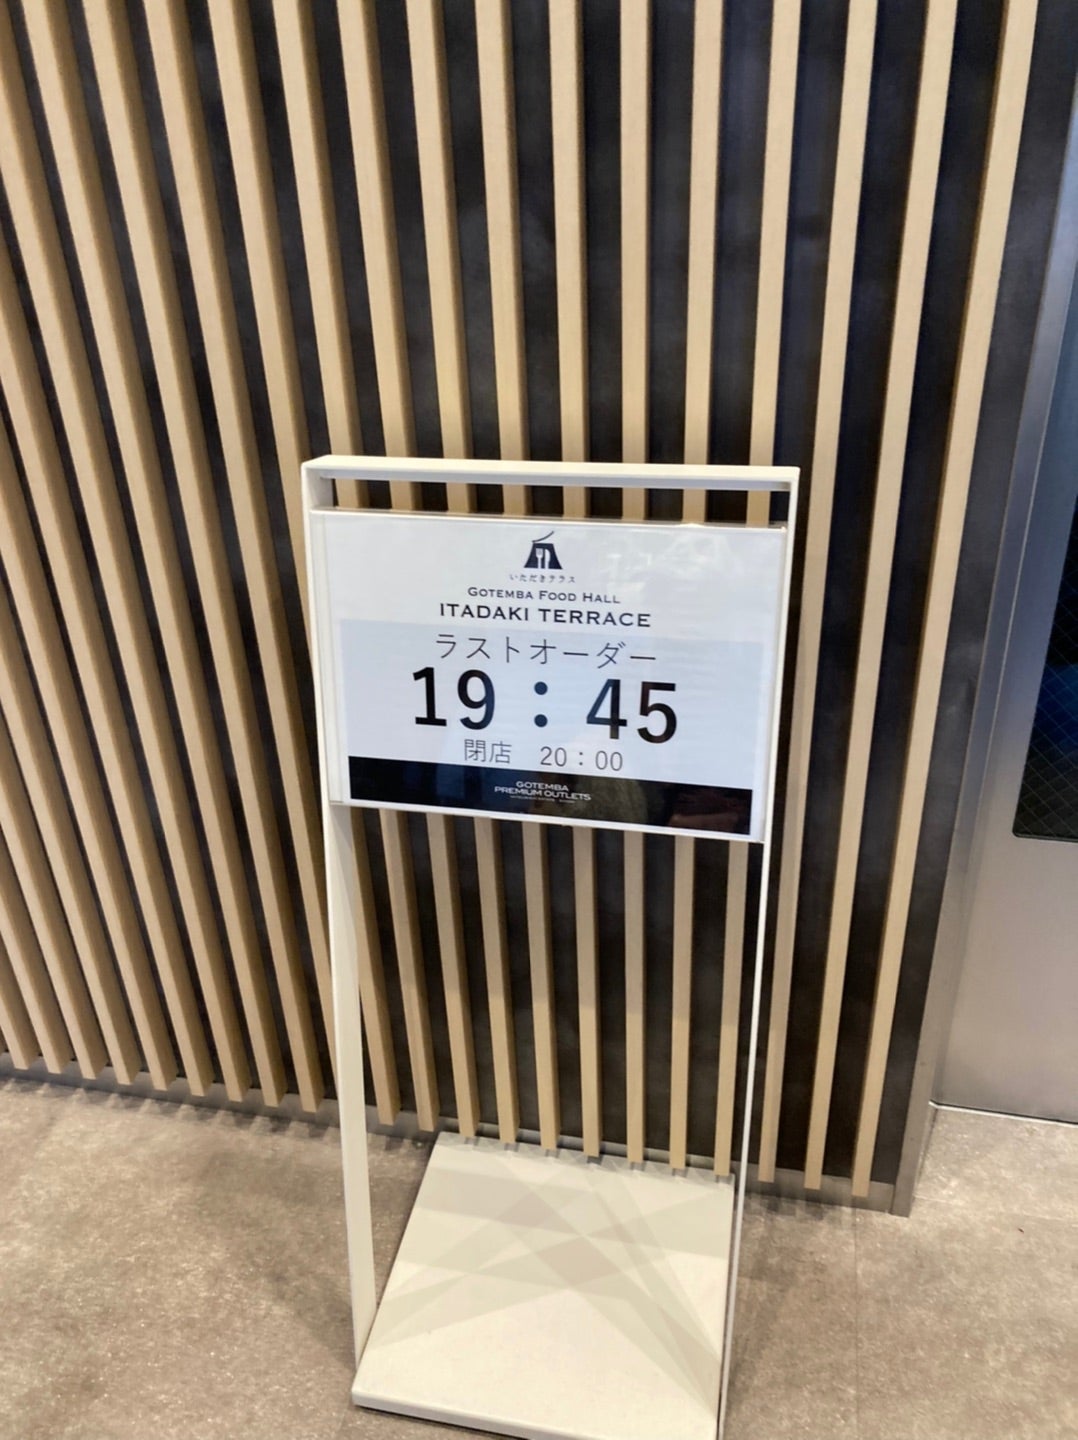 いただきテラス
GOTEMBA FOOD HALL
ITADAKI TERRACE
ラストオーダー
19：45
閉店　20：00
GOTEMBA
PREMIUM OUTLETS